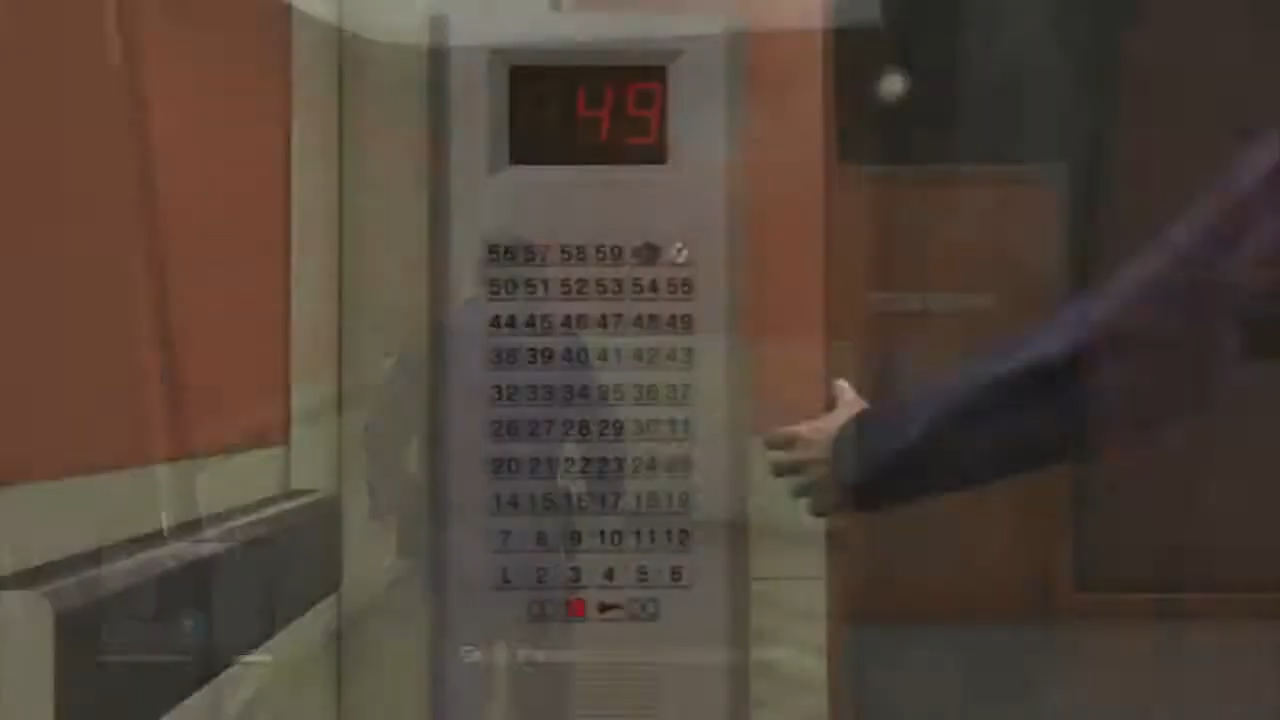 49
56 57 58 59
50 51 52 53 54 55
44 45 46 47 48 49
38 39 40 41 42 43
32 33 34 35 36 37
26 27 28 29 30 31
20 21 22 23 24
14 15 16 17 18 19
7 8 9 10 11 12
L 2 3 4 5 6